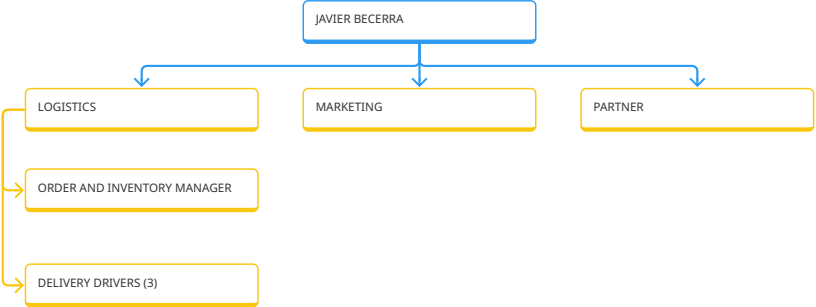 JAVIER BECERRA
LOGISTICS
MARKETING
PARTNER
ORDER AND INVENTORY MANAGER
DELIVERY DRIVERS (3)